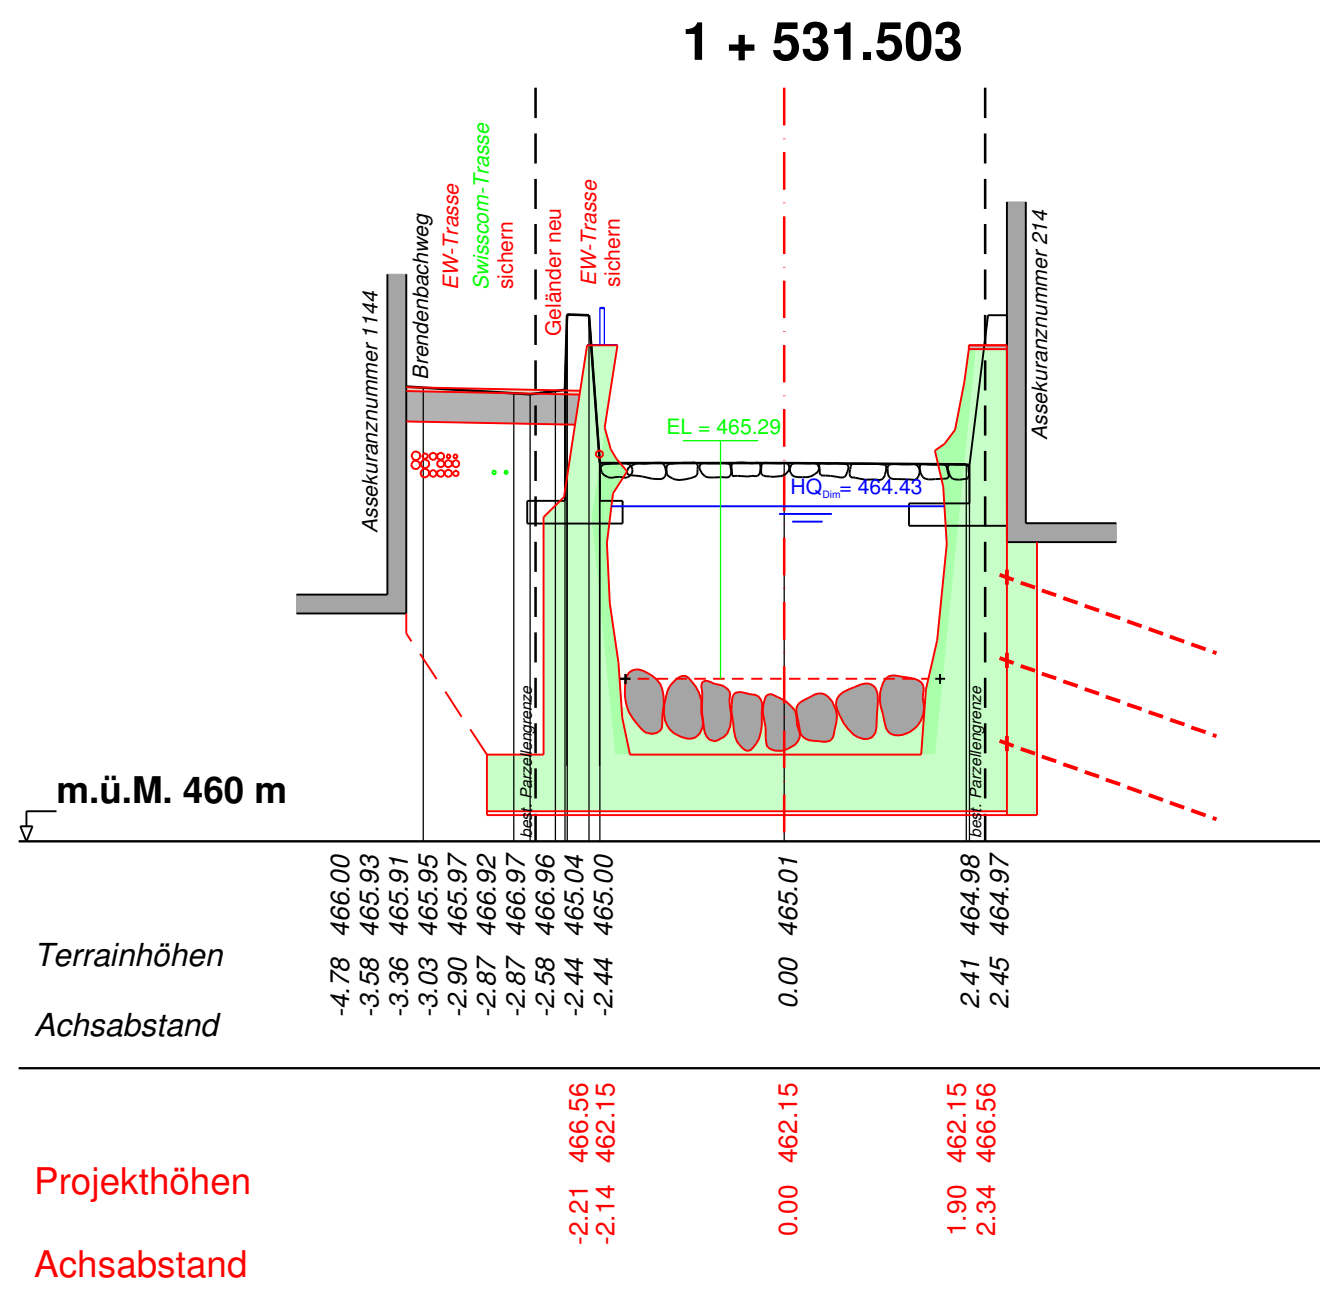 1 + 531.503
Assekuranznummer 1144
Brendenbachweg
EW-Trasse
Swisscom-Trasse
sichern
Geländer neu
EW-Trasse
sichern
Assekuranznummer 214
EL = 465.29
HQDim= 464.43
best. Parzellengrenze
best. Parzellengrenze
m.ü.M. 460 m
466.00 465.93 465.91 465.95 465.97 466.92 466.97 466.96 465.04 465.00 465.01 464.98 464.97
Terrainhöhen
-4.78 -3.58 -3.36 -3.03 -2.90 -2.87 -2.87 -2.58 -2.44 -2.44 0.00 2.41 2.45
Achsabstand
466.56 462.15 462.15 462.15 466.56
Projekthöhen
-2.21 -2.14 0.00 1.90 2.34
Achsabstand